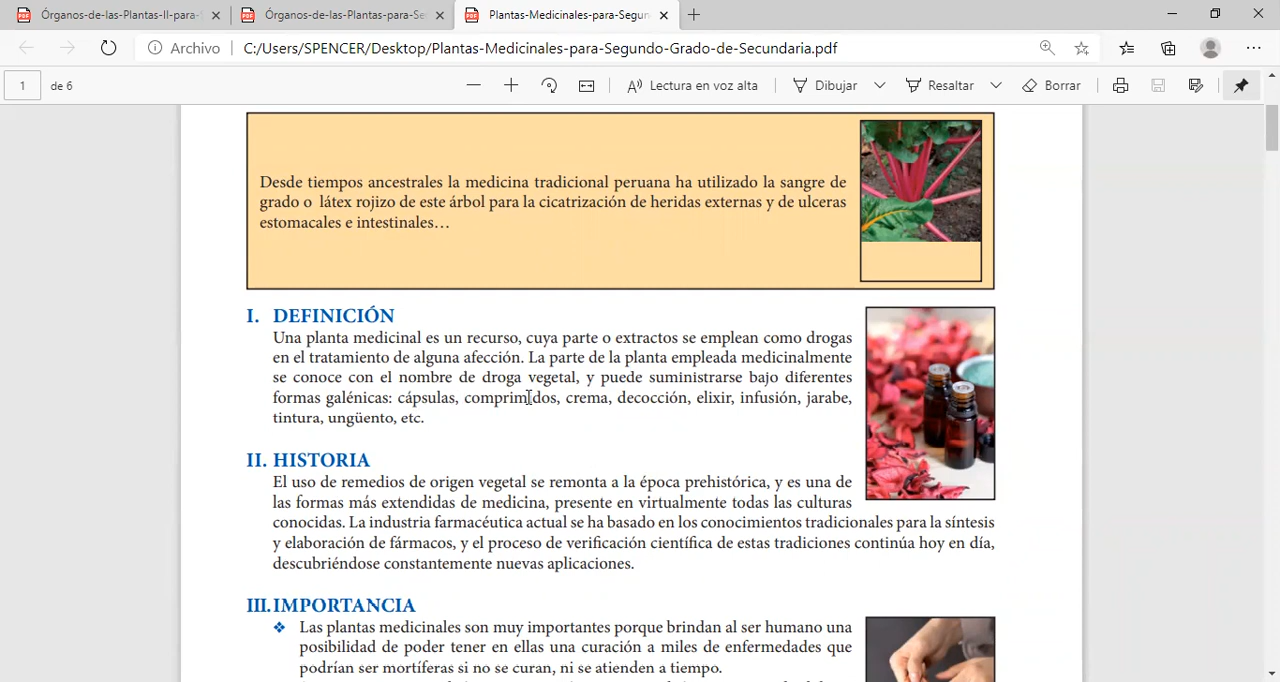 Órganos-de-las-Plantas-II-para-S
Órganos-de-las-Plantas-para-Se
Plantas-Medicinales-para-Segun
Archivo
C:/Users/SPENCER/Desktop/Plantas-Medicinales-para-Segundo-Grado-de-Secundaria.pdf
1 de 6
Lectura en voz alta
Dibujar
Resaltar
Borrar
Desde tiempos ancestrales la medicina tradicional peruana ha utilizado la sangre de
grado o látex rojizo de este árbol para la cicatrización de heridas externas y de ulceras
estomacales e intestinales…
I. DEFINICIÓN
Una planta medicinal es un recurso, cuya parte o extractos se emplean como drogas
en el tratamiento de alguna afección. La parte de la planta empleada medicinalmente
se conoce con el nombre de droga vegetal, y puede suministrarse bajo diferentes
formas galénicas: cápsulas, comprimidos, crema, decocción, elixir, infusión, jarabe,
tintura, ungüento, etc.
II. HISTORIA
El uso de remedios de origen vegetal se remonta a la época prehistórica, y es una de
las formas más extendidas de medicina, presente en virtualmente todas las culturas
conocidas. La industria farmacéutica actual se ha basado en los conocimientos tradicionales para la síntesis
y elaboración de fármacos, y el proceso de verificación científica de estas tradiciones continúa hoy en día,
descubriéndose constantemente nuevas aplicaciones.
III. IMPORTANCIA
❖ Las plantas medicinales son muy importantes porque brindan al ser humano una
posibilidad de poder tener en ellas una curación a miles de enfermedades que
podrían ser mortíferas si no se curan, ni se atienden a tiempo.